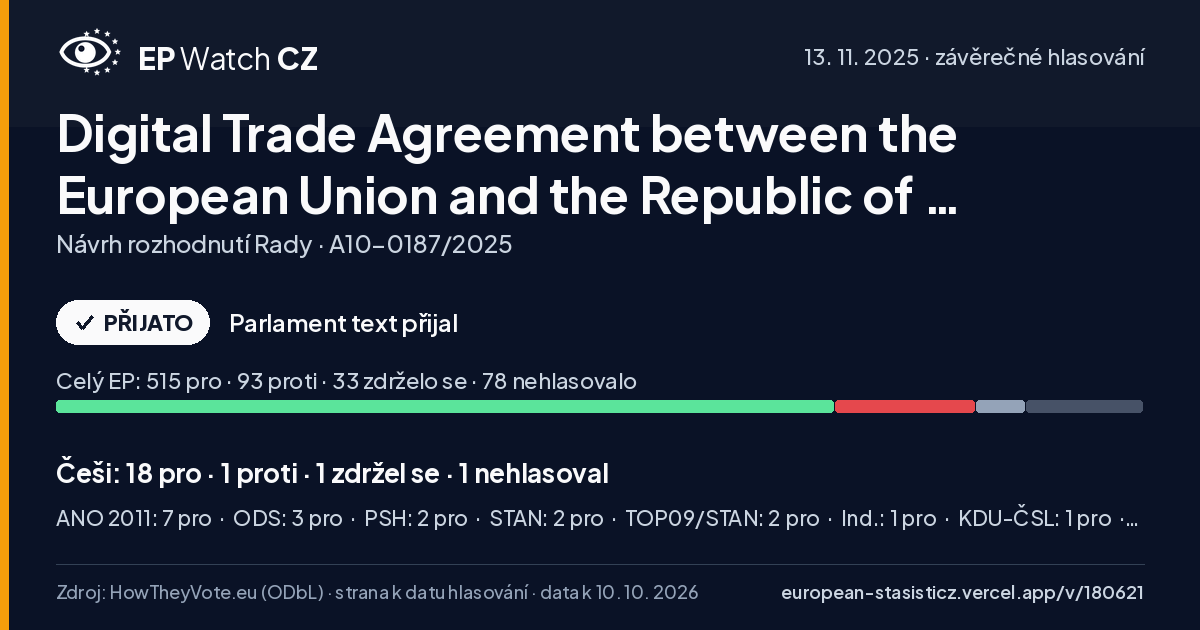 EP Watch CZ
13. 11. 2025 · závěrečné hlasování
Digital Trade Agreement between the
European Union and the Republic of …
Návrh rozhodnutí Rady · A10-0187/2025
✓ PŘIJATO
Parlament text přijal
Celý EP: 515 pro · 93 proti · 33 zdrželo se · 78 nehlasovalo
Češi: 18 pro · 1 proti · 1 zdržel se · 1 nehlasoval
ANO 2011: 7 pro · ODS: 3 pro · PSH: 2 pro · STAN: 2 pro · TOP09/STAN: 2 pro · Ind.: 1 pro · KDU-ČSL: 1 pro ·…
Zdroj: HowTheyVote.eu (ODbL) · strana k datu hlasování · data k 10. 10. 2026
european-stasisticz.vercel.app/v/180621